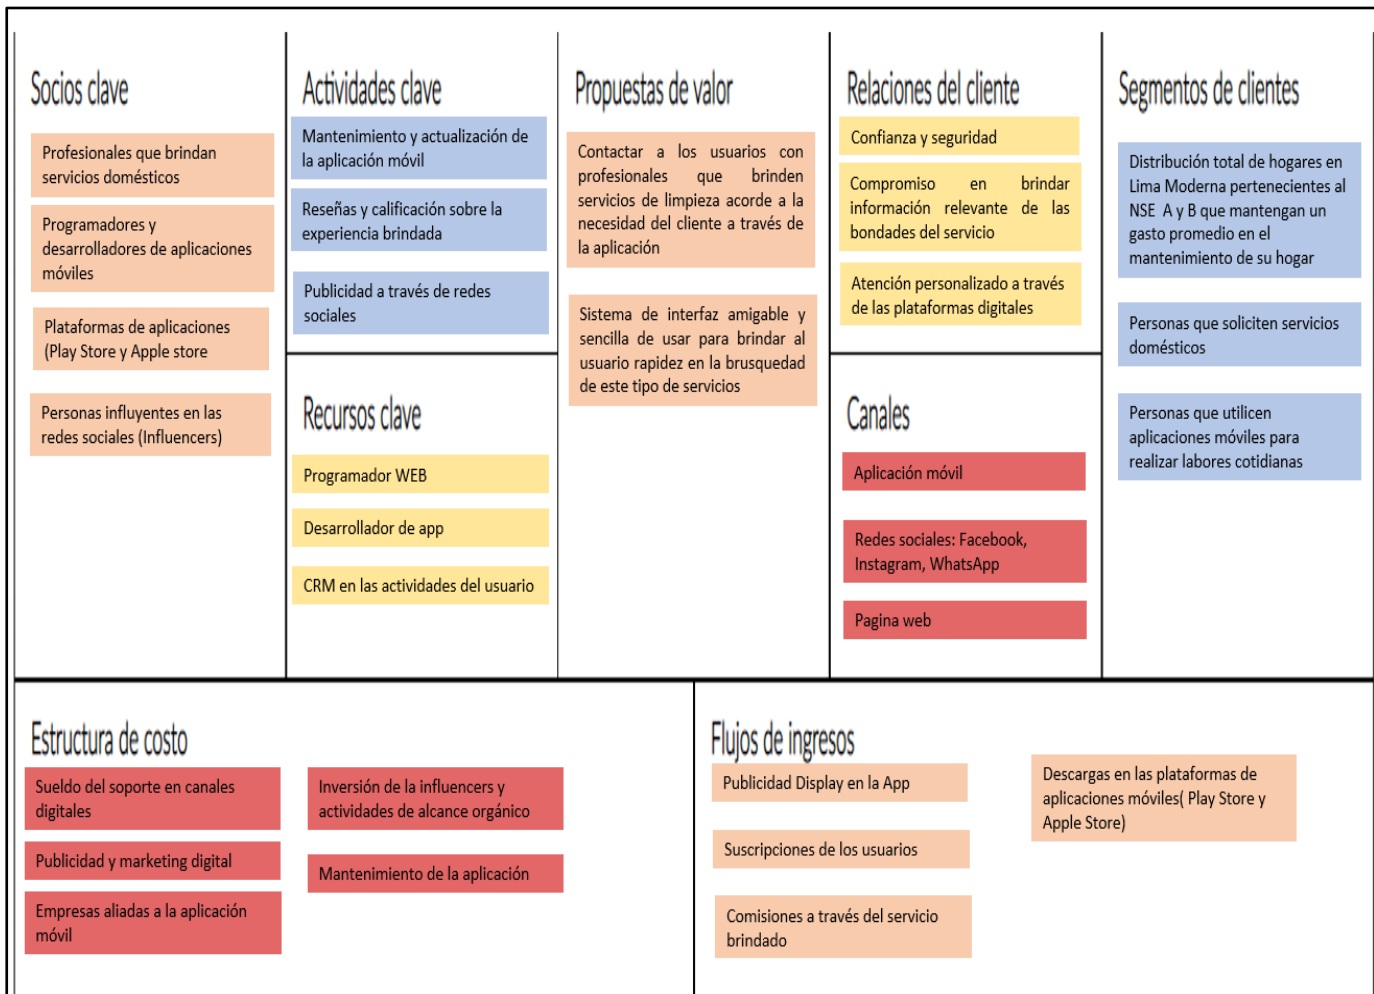 Socios clave
Profesionales que brindan
servicios domésticos
Programadores y
desarrolladores de aplicaciones
móviles
Plataformas de aplicaciones
(Play Store y Apple store
Personas influyentes en las
redes sociales (Influencers)
Actividades clave
Mantenimiento y actualización de
la aplicación móvil
Reseñas y calificación sobre la
experiencia brindada
Publicidad a través de redes
sociales
Recursos clave
Programador WEB
Desarrollador de app
CRM en las actividades del usuario
Propuestas de valor
Contactar a los usuarios con
profesionales que brinden
servicios de limpieza acorde a la
necesidad del cliente a través de
la aplicación
Sistema de interfaz amigable y
sencilla de usar para brindar al
usuario rapidez en la brusquedad
de este tipo de servicios
Relaciones del cliente
Confianza y seguridad
Compromiso en brindar
información relevante de las
bondades del servicio
Atención personalizado a través
de las plataformas digitales
Canales
Aplicación móvil
Redes sociales: Facebook,
Instagram, WhatsApp
Pagina web
Segmentos de clientes
Distribución total de hogares en
Lima Moderna pertenecientes al
NSE A y B que mantengan un
gasto promedio en el
mantenimiento de su hogar
Personas que soliciten servicios
domésticos
Personas que utilicen
aplicaciones móviles para
realizar labores cotidianas
Estructura de costo
Sueldo del soporte en canales
digitales
Publicidad y marketing digital
Empresas aliadas a la aplicación
móvil
Inversión de la influencers y
actividades de alcance orgánico
Mantenimiento de la aplicación
Flujos de ingresos
Publicidad Display en la App
Suscripciones de los usuarios
Comisiones a través del servicio
brindado
Descargas en las plataformas de
aplicaciones móviles( Play Store y
Apple Store)